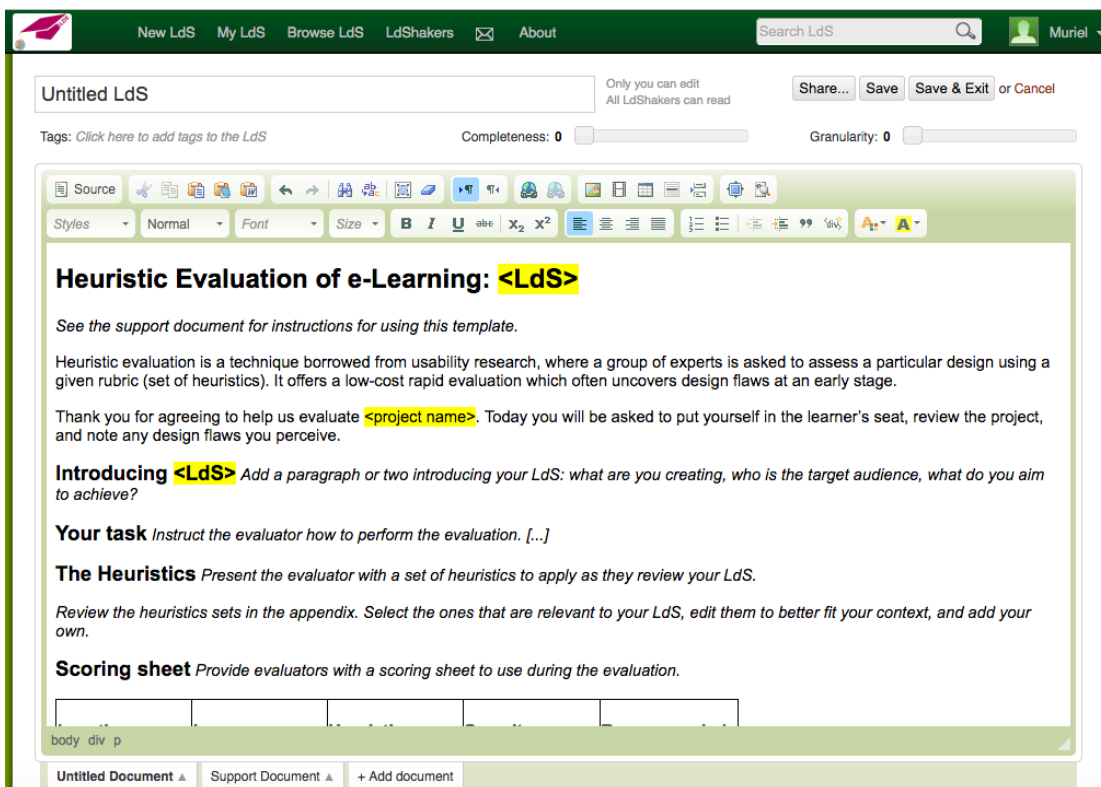 New LdS My LdS Browse LdS LdShakers About Search LdS Muriel
Untitled LdS
Only you can edit
All LdShakers can read
Share... Save Save & Exit or Cancel
Tags: Click here to add tags to the LdS Completeness: 0 Granularity: 0
Source
Styles Normal Font Size B I U abc x₂ x²
Heuristic Evaluation of e-Learning: <LdS>
See the support document for instructions for using this template.
Heuristic evaluation is a technique borrowed from usability research, where a group of experts is asked to assess a particular design using a
given rubric (set of heuristics). It offers a low-cost rapid evaluation which often uncovers design flaws at an early stage.
Thank you for agreeing to help us evaluate <project name>. Today you will be asked to put yourself in the learner’s seat, review the project,
and note any design flaws you perceive.
Introducing <LdS> Add a paragraph or two introducing your LdS: what are you creating, who is the target audience, what do you aim
to achieve?
Your task Instruct the evaluator how to perform the evaluation. [...]
The Heuristics Present the evaluator with a set of heuristics to apply as they review your LdS.
Review the heuristics sets in the appendix. Select the ones that are relevant to your LdS, edit them to better fit your context, and add your
own.
Scoring sheet Provide evaluators with a scoring sheet to use during the evaluation.
body div p
Untitled Document Support Document + Add document